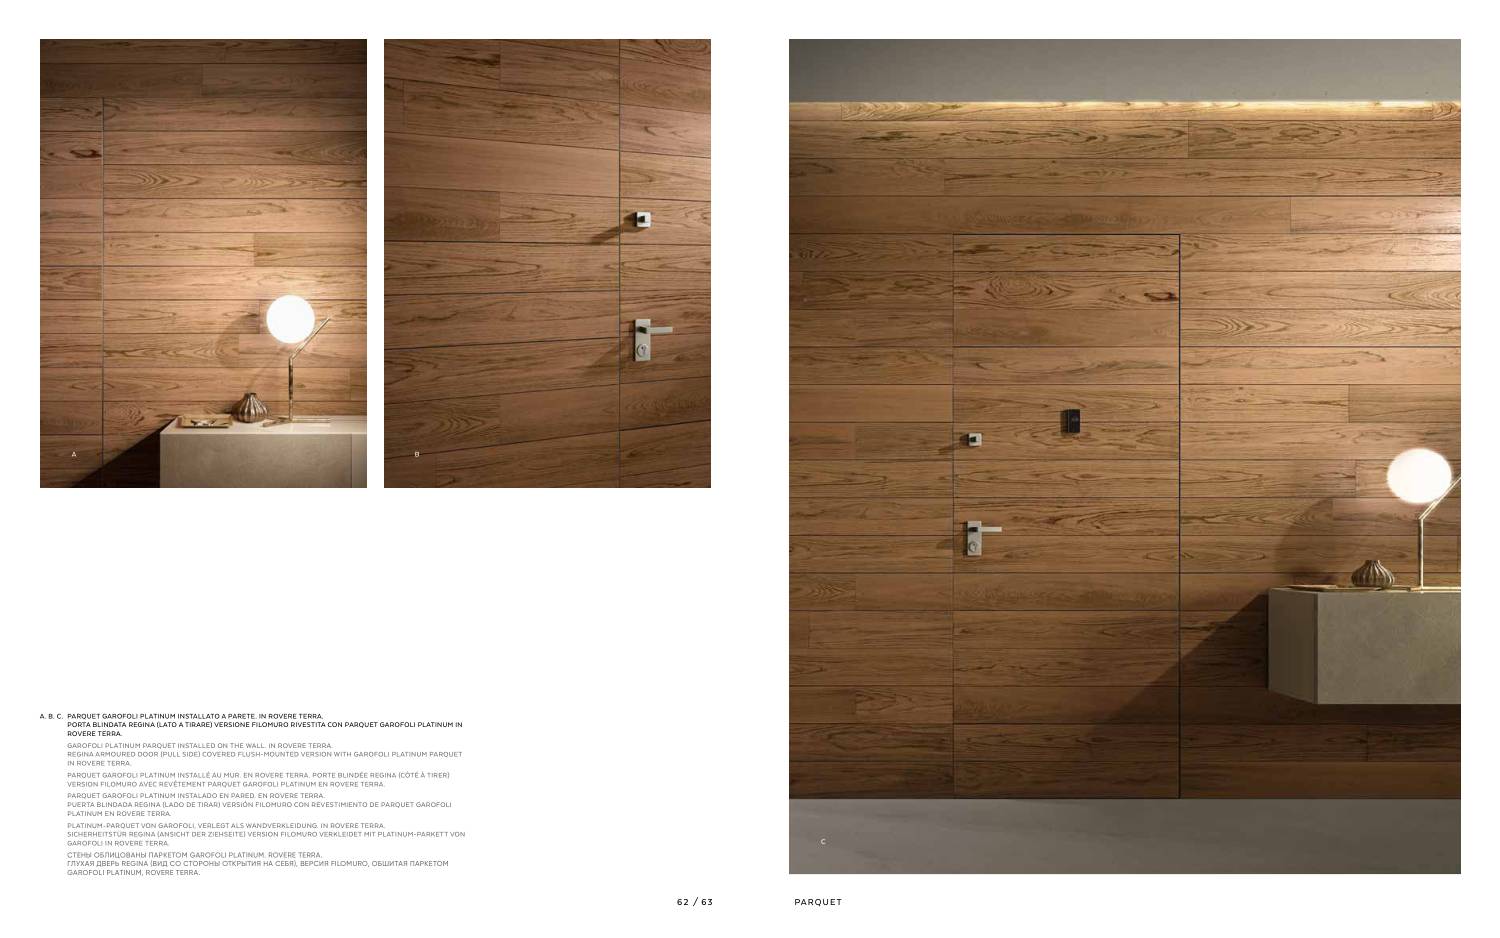 A
B
A. B. C. PARQUET GAROFOLI PLATINUM INSTALLATO A PARETE. IN ROVERE TERRA.
PORTA BLINDATA REGINA (LATO A TIRARE) VERSIONE FILOMURO RIVESTITA CON PARQUET GAROFOLI PLATINUM IN
ROVERE TERRA.
GAROFOLI PLATINUM PARQUET INSTALLED ON THE WALL. IN ROVERE TERRA.
REGINA ARMOURED DOOR (PULL SIDE) COVERED FLUSH-MOUNTED VERSION WITH GAROFOLI PLATINUM PARQUET
IN ROVERE TERRA.
PARQUET GAROFOLI PLATINUM INSTALLÉ AU MUR. EN ROVERE TERRA. PORTE BLINDÉE REGINA (CÔTÉ À TIRER)
VERSION FILOMURO AVEC REVÊTEMENT PARQUET GAROFOLI PLATINUM EN ROVERE TERRA.
PARQUET GAROFOLI PLATINUM INSTALADO EN PARED. EN ROVERE TERRA.
PUERTA BLINDADA REGINA (LADO DE TIRAR) VERSIÓN FILOMURO CON REVESTIMIENTO DE PARQUET GAROFOLI
PLATINUM EN ROVERE TERRA.
PLATINUM-PARQUET VON GAROFOLI, VERLEGT ALS WANDVERKLEIDUNG. IN ROVERE TERRA.
SICHERHEITSTÜR REGINA (ANSICHT DER ZIEHSEITE) VERSION FILOMURO VERKLEIDET MIT PLATINUM-PARKETT VON
GAROFOLI IN ROVERE TERRA.
СТЕНЫ ОБЛИЦОВАНЫ ПАРКЕТОМ GAROFOLI PLATINUM. ROVERE TERRA.
ГЛУХАЯ ДВЕРЬ REGINA (ВИД СО СТОРОНЫ ОТКРЫТИЯ НА СЕБЯ), ВЕРСИЯ FILOMURO, ОБШИТАЯ ПАРКЕТОМ
GAROFOLI PLATINUM, ROVERE TERRA.
62 / 63
C
PARQUET